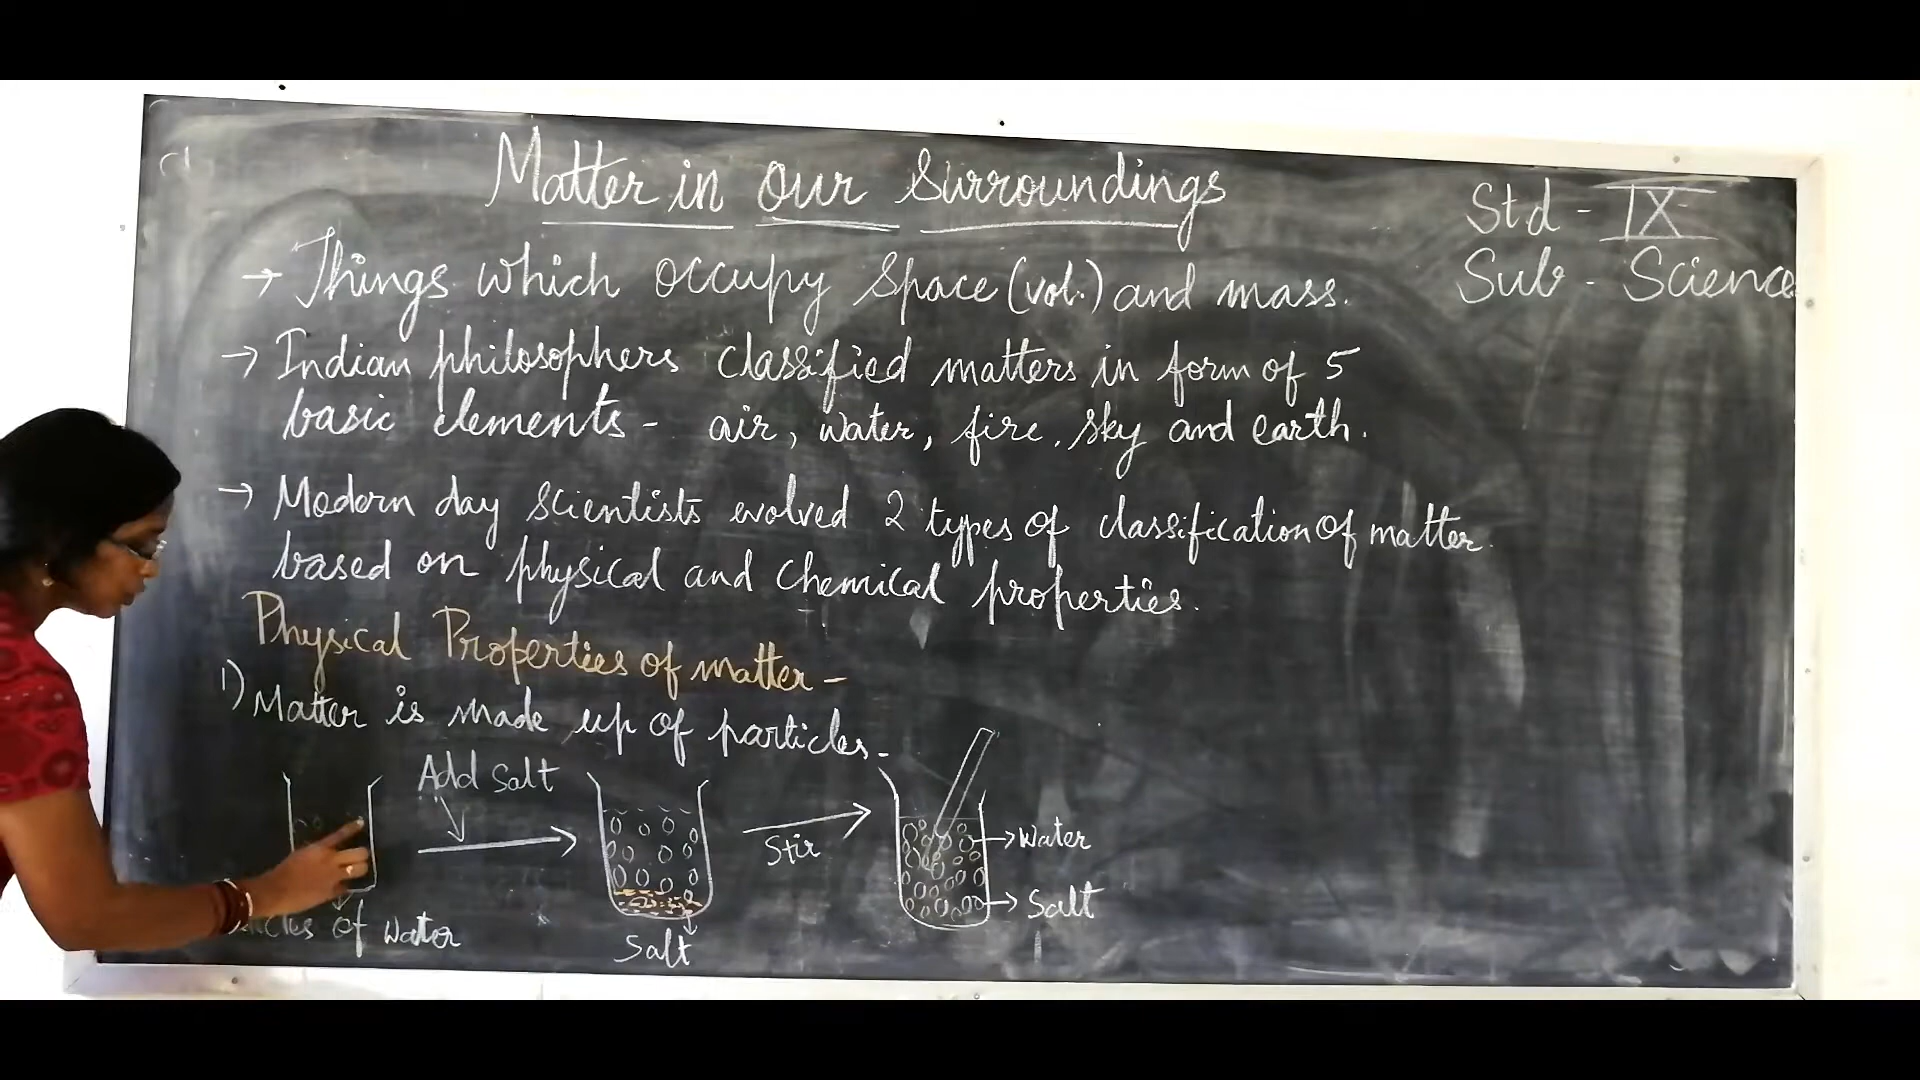 Matter in our Surroundings
Std - IX
Sub - Science
→ Things which occupy space (vol.) and mass.
→ Indian philosophers classified matters in form of 5
basic elements - air, water, fire, sky and earth.
→ Modern day scientists evolved 2 types of classification of matter.
based on physical and chemical properties.
Physical Properties of matter -
1) Matter is made up of particles -
Add salt
Stir
Water
Salt
of water
Salt